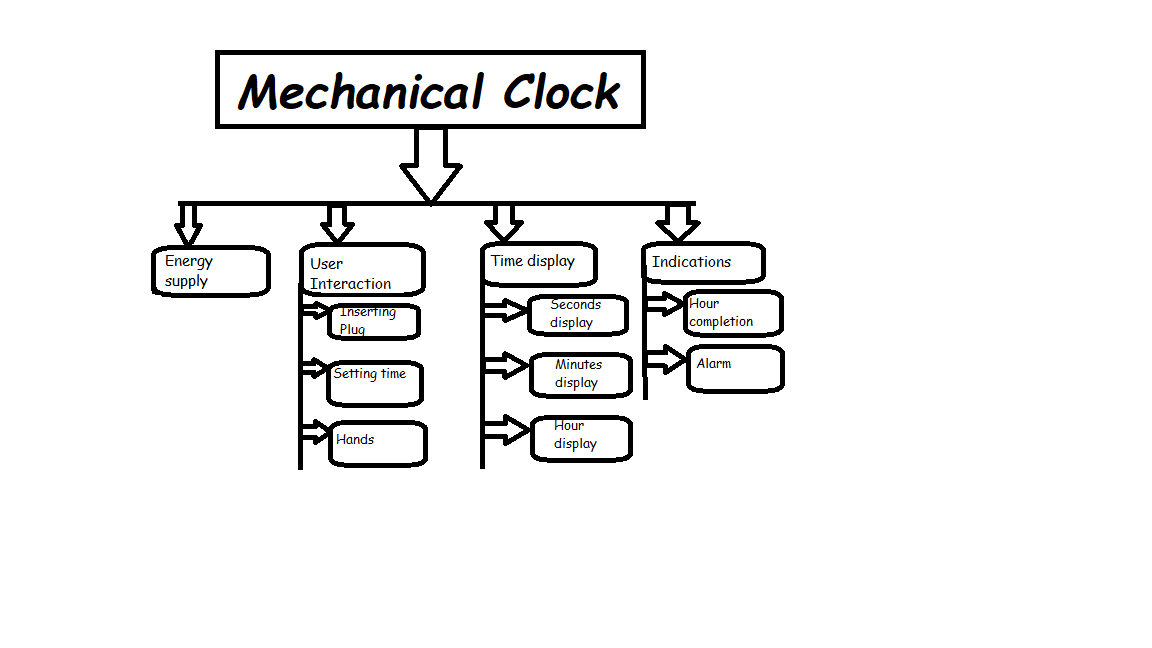 Mechanical Clock
Energy
supply
User
Interaction
Inserting
Plug
Setting time
Hands
Time display
Seconds
display
Minutes
display
Hour
display
Indications
Hour
completion
Alarm